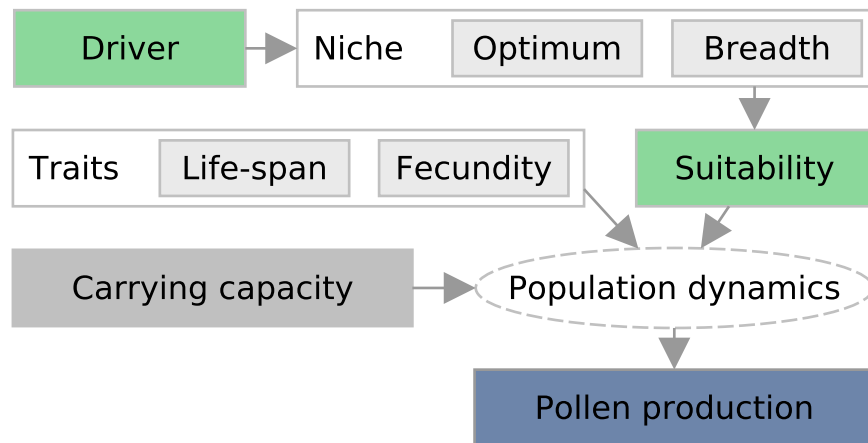 Driver
Niche Optimum Breadth
Traits Life-span Fecundity
Suitability
Carrying capacity
Population dynamics
Pollen production